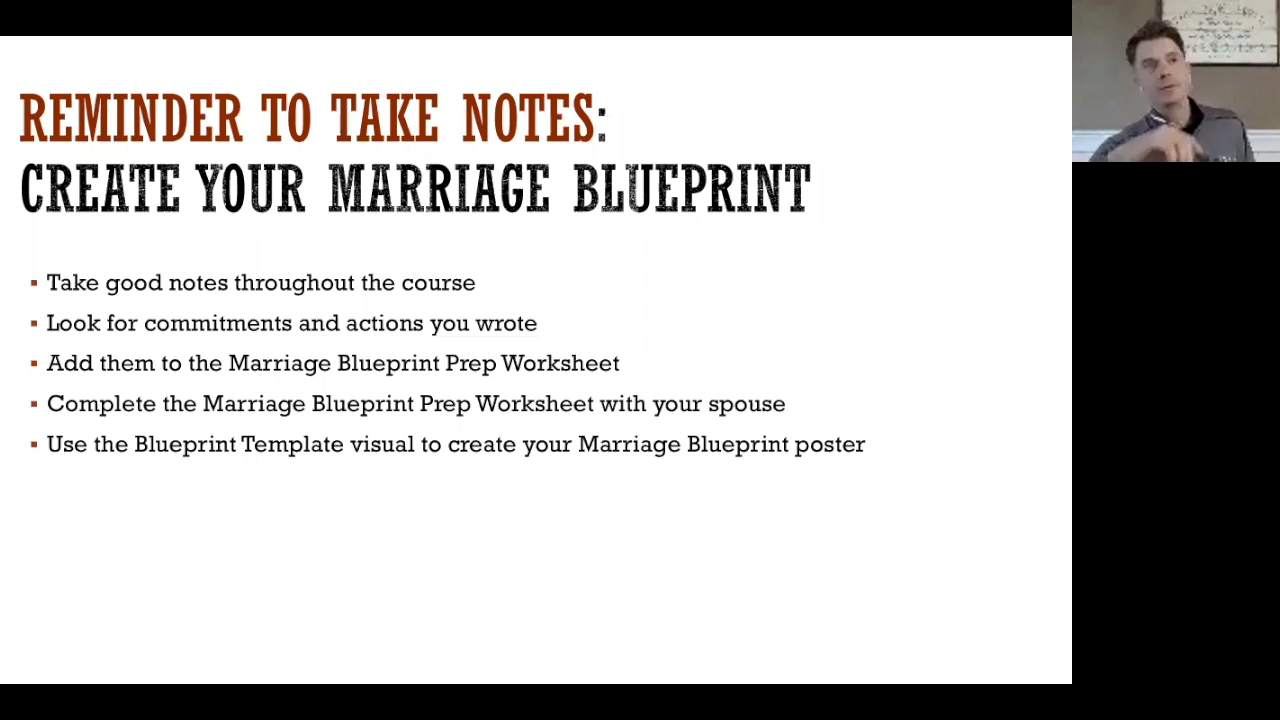 REMINDER TO TAKE NOTES:
CREATE YOUR MARRIAGE BLUEPRINT
▪ Take good notes throughout the course
▪ Look for commitments and actions you wrote
▪ Add them to the Marriage Blueprint Prep Worksheet
▪ Complete the Marriage Blueprint Prep Worksheet with your spouse
▪ Use the Blueprint Template visual to create your Marriage Blueprint poster